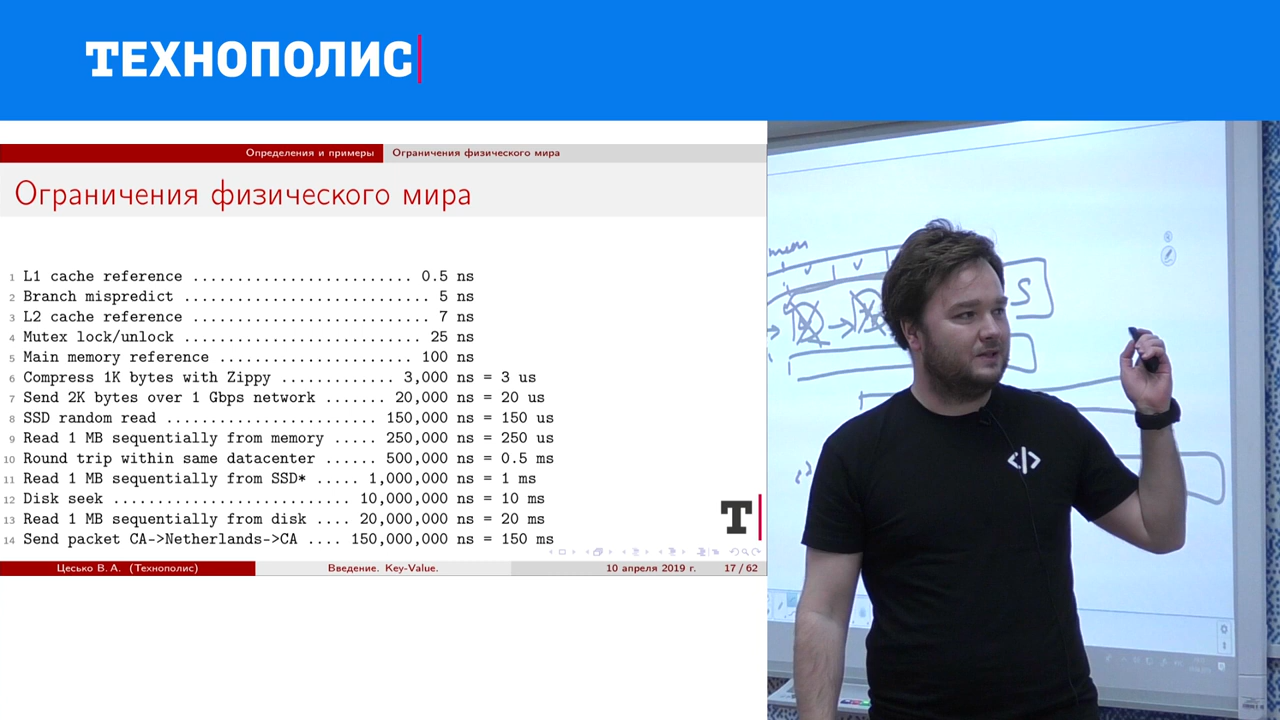 ТЕХНОПОЛИС
Определения и примеры Ограничения физического мира
Ограничения физического мира
1 L1 cache reference ......................... 0.5 ns
2 Branch mispredict ............................ 5 ns
3 L2 cache reference ........................... 7 ns
4 Mutex lock/unlock ........................... 25 ns
5 Main memory reference ...................... 100 ns
6 Compress 1K bytes with Zippy ............. 3,000 ns = 3 us
7 Send 2K bytes over 1 Gbps network ....... 20,000 ns = 20 us
8 SSD random read ........................ 150,000 ns = 150 us
9 Read 1 MB sequentially from memory ..... 250,000 ns = 250 us
10 Round trip within same datacenter ...... 500,000 ns = 0.5 ms
11 Read 1 MB sequentially from SSD* ..... 1,000,000 ns = 1 ms
12 Disk seek ........................... 10,000,000 ns = 10 ms
13 Read 1 MB sequentially from disk .... 20,000,000 ns = 20 ms
14 Send packet CA->Netherlands->CA .... 150,000,000 ns = 150 ms
T
Цесько В. А. (Технополис) Введение. Key-Value. 10 апреля 2019 г. 17 / 62
S